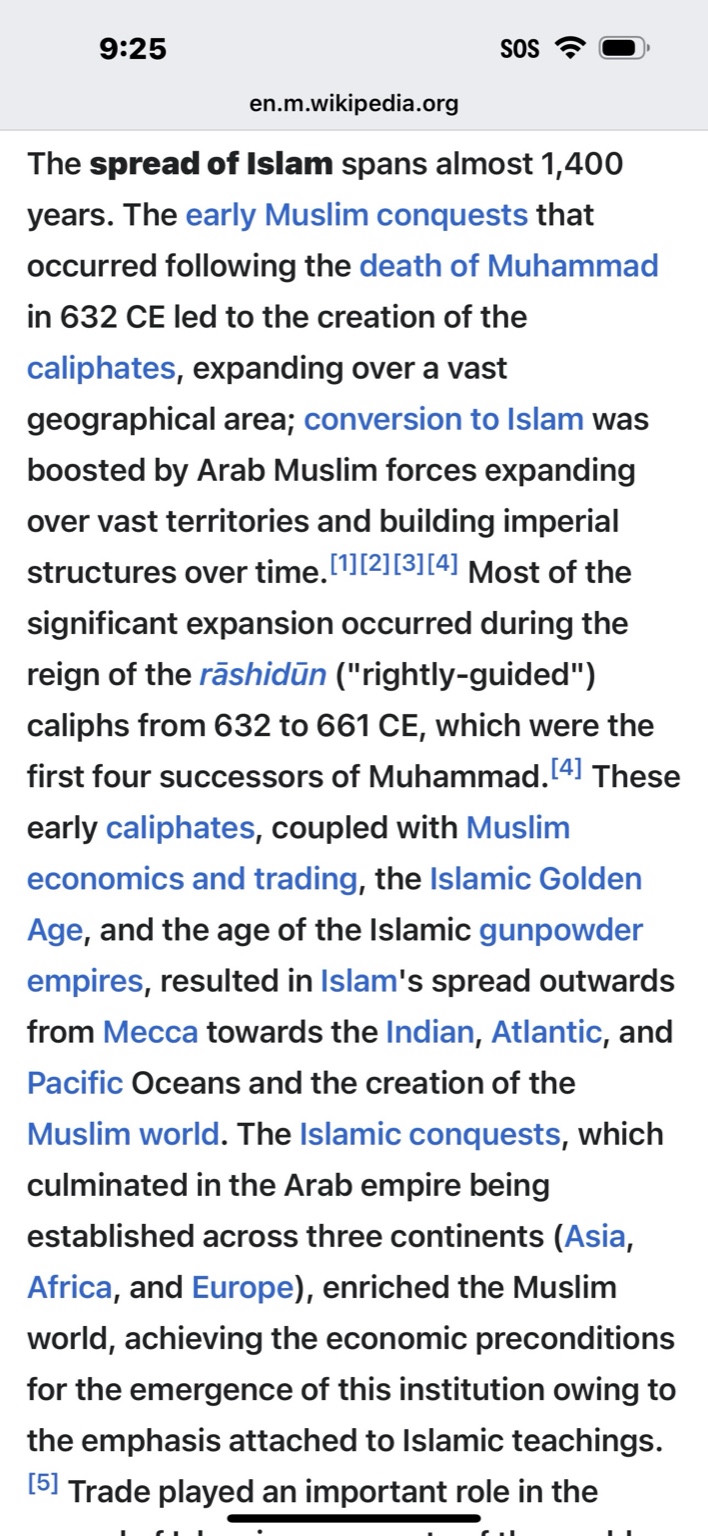 9:25
SOS
en.m.wikipedia.org
The spread of Islam spans almost 1,400
years. The early Muslim conquests that
occurred following the death of Muhammad
in 632 CE led to the creation of the
caliphates, expanding over a vast
geographical area; conversion to Islam was
boosted by Arab Muslim forces expanding
over vast territories and building imperial
structures over time.[1][2][3][4] Most of the
significant expansion occurred during the
reign of the rāshidūn ("rightly-guided")
caliphs from 632 to 661 CE, which were the
first four successors of Muhammad.[4] These
early caliphates, coupled with Muslim
economics and trading, the Islamic Golden
Age, and the age of the Islamic gunpowder
empires, resulted in Islam's spread outwards
from Mecca towards the Indian, Atlantic, and
Pacific Oceans and the creation of the
Muslim world. The Islamic conquests, which
culminated in the Arab empire being
established across three continents (Asia,
Africa, and Europe), enriched the Muslim
world, achieving the economic preconditions
for the emergence of this institution owing to
the emphasis attached to Islamic teachings.
[5] Trade played an important role in the